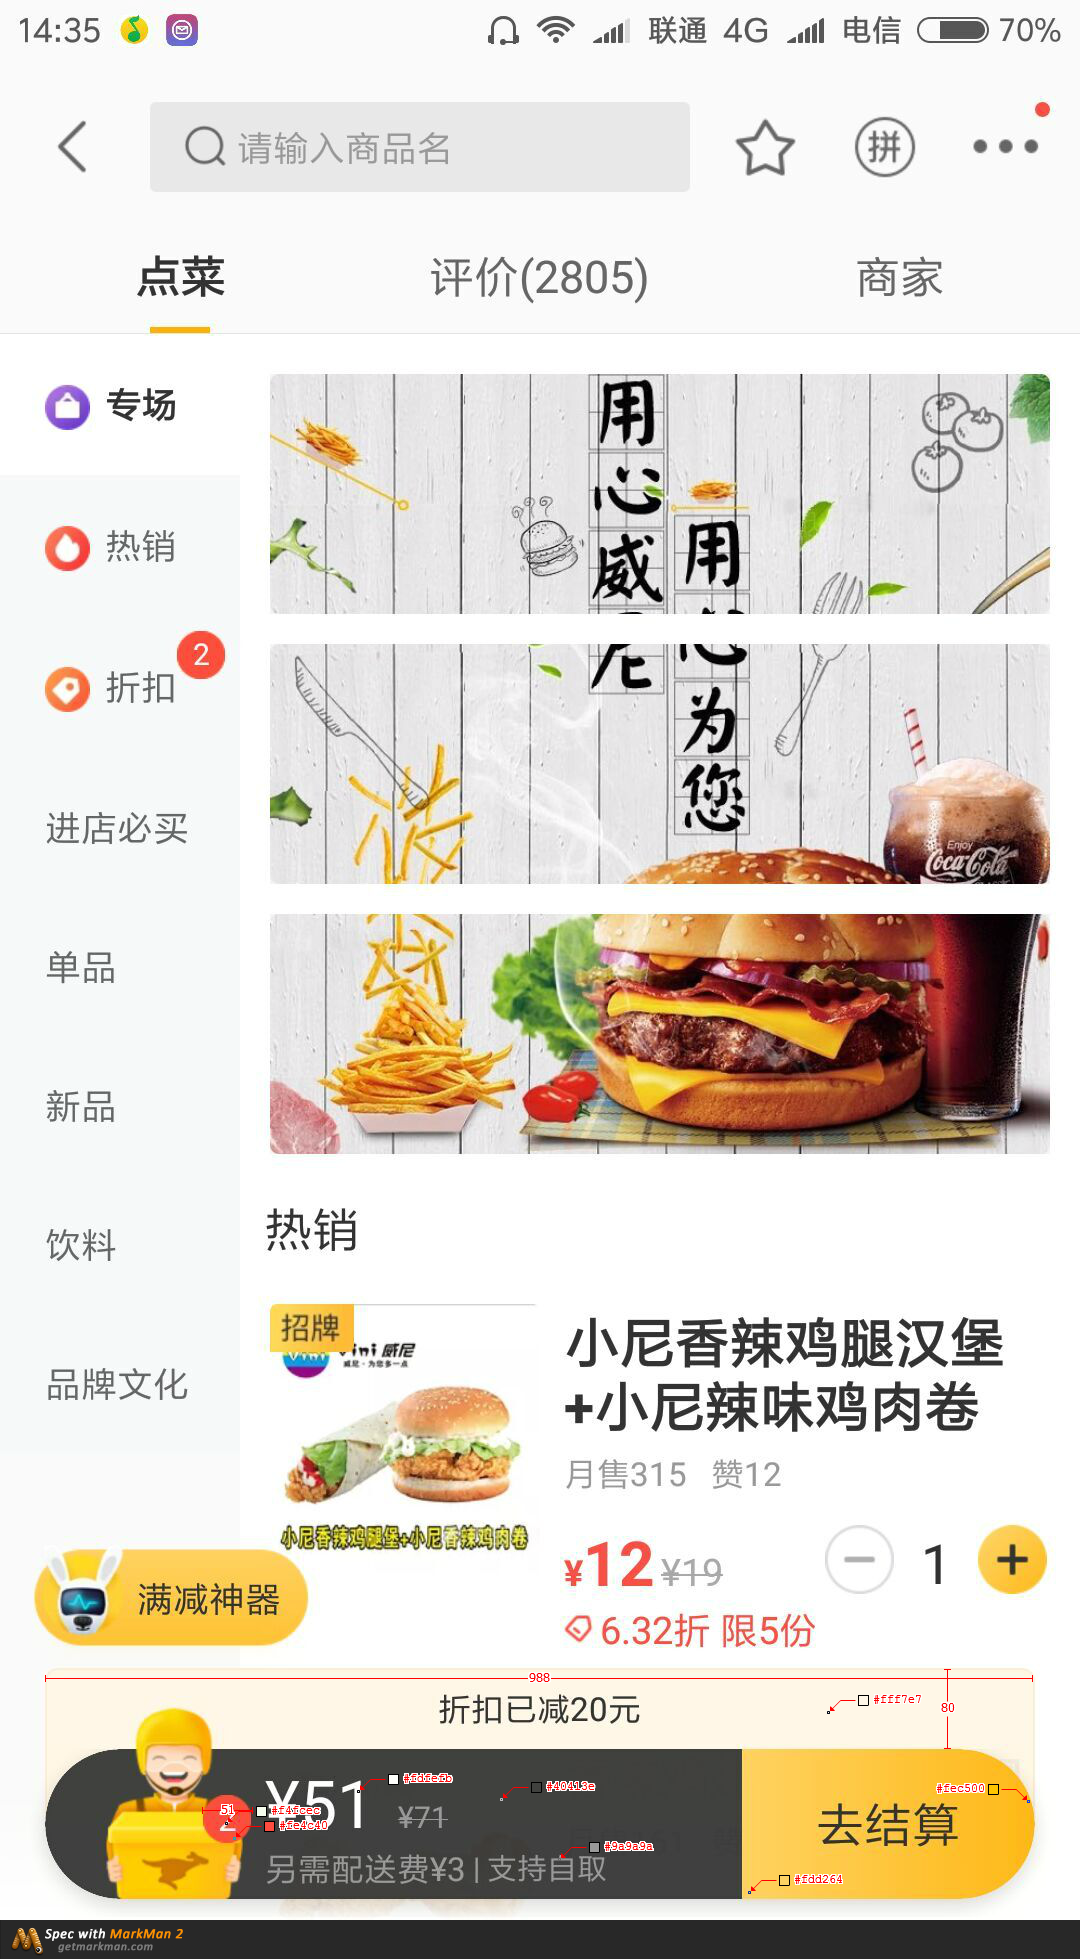 14:35 联通 4G 电信 70%
请输入商品名 拼
点菜 评价(2805) 商家
专场
热销
折扣 2
进店必买
单品
新品
饮料
品牌文化
用心威尼
用心为您
Enjoy
Coca-Cola
热销
招牌
Vini 威尼
威尼·为您多一点
小尼香辣鸡腿堡+小尼香辣鸡肉卷
小尼香辣鸡腿汉堡
+小尼辣味鸡肉卷
月售315 赞12
¥12 ¥19 1
6.32折 限5份
满减神器
988
折扣已减20元
#fff7e7
80
¥51 ¥71
#fdfefb
#40413e
#fec500
51
#f4fcec
2
#fe4c40
#9a9a9a
去结算
另需配送费¥3 | 支持自取
#fdd264
Spec with MarkMan 2
getmarkman.com